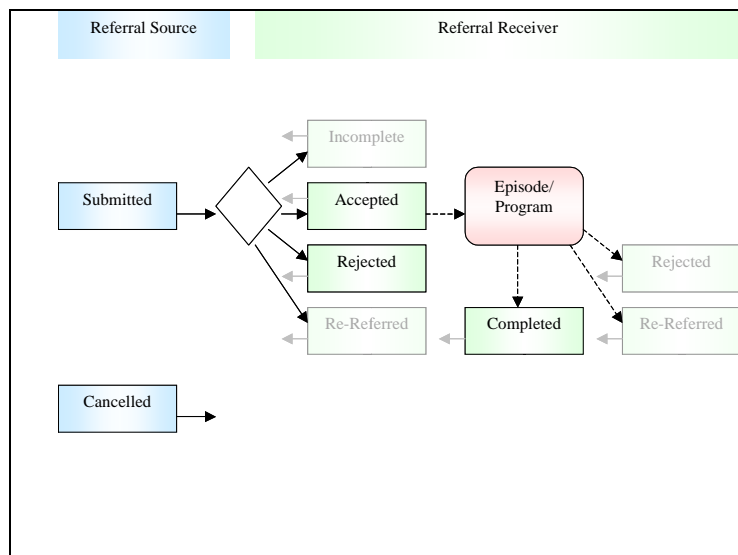 Referral Source
Referral Receiver
Incomplete
Submitted
Accepted
Episode/
Program
Rejected
Rejected
Re-Referred
Completed
Re-Referred
Cancelled